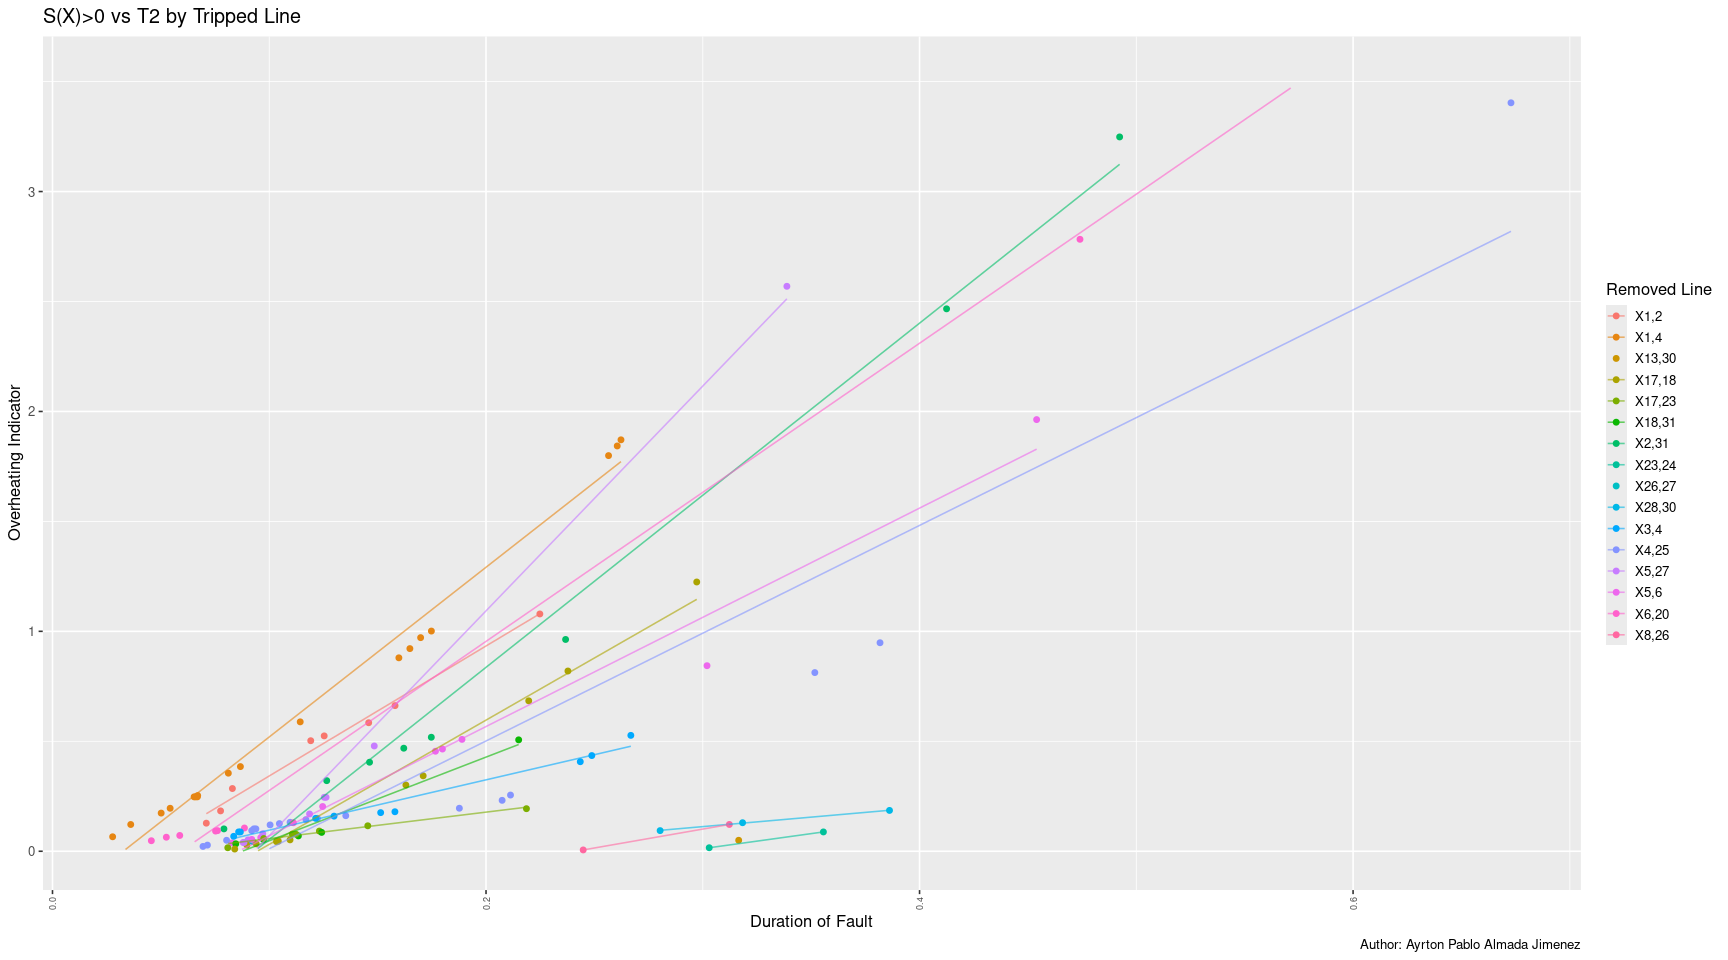 S(X)>0 vs T2 by Tripped Line
Overheating Indicator
3
2
1
0
0.0
0.2
0.4
0.6
Duration of Fault
Removed Line
X1,2
X1,4
X13,30
X17,18
X17,23
X18,31
X2,31
X23,24
X26,27
X28,30
X3,4
X4,25
X5,27
X5,6
X6,20
X8,26
Author: Ayrton Pablo Almada Jimenez